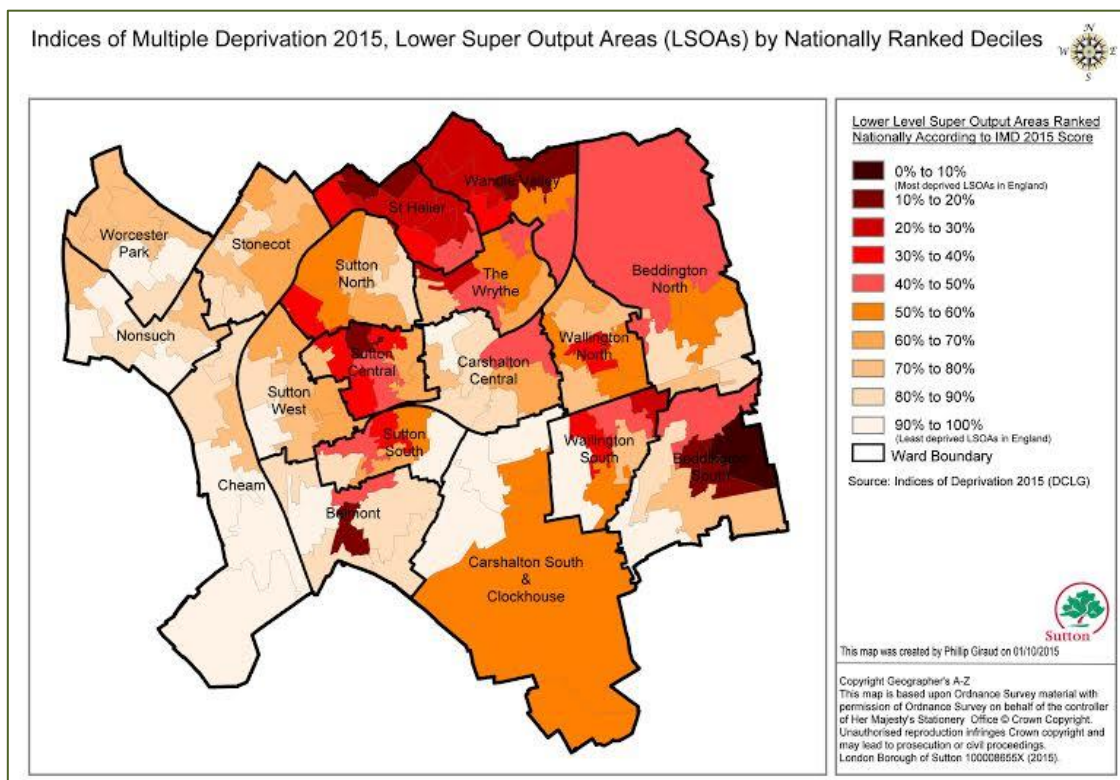 Indices of Multiple Deprivation 2015, Lower Super Output Areas (LSOAs) by Nationally Ranked Deciles
N
W E
S
Worcester
Park
Stonecot
St Helier
Wandle Valley
Nonsuch
Sutton
North
The
Wrythe
Beddington
North
Sutton
Central
Carshalton
Central
Wallington
North
Sutton
West
Sutton
South
Wallington
South
Beddington
South
Cheam
Belmont
Carshalton South
&
Clockhouse
Lower Level Super Output Areas Ranked
Nationally According to IMD 2015 Score
0% to 10%
(Most deprived LSOAs in England)
10% to 20%
20% to 30%
30% to 40%
40% to 50%
50% to 60%
60% to 70%
70% to 80%
80% to 90%
90% to 100%
(Least deprived LSOAs in England)
Ward Boundary
Source: Indices of Deprivation 2015 (DCLG)
Sutton
This map was created by Phillip Giraud on 01/10/2015
Copyright Geographer's A-Z
This map is based upon Ordnance Survey material with
permission of Ordnance Survey on behalf of the controller
of Her Majesty's Stationery Office © Crown Copyright.
Unauthorised reproduction infringes Crown copyright and
may lead to prosecution or civil proceedings.
London Borough of Sutton 100008655X (2015).